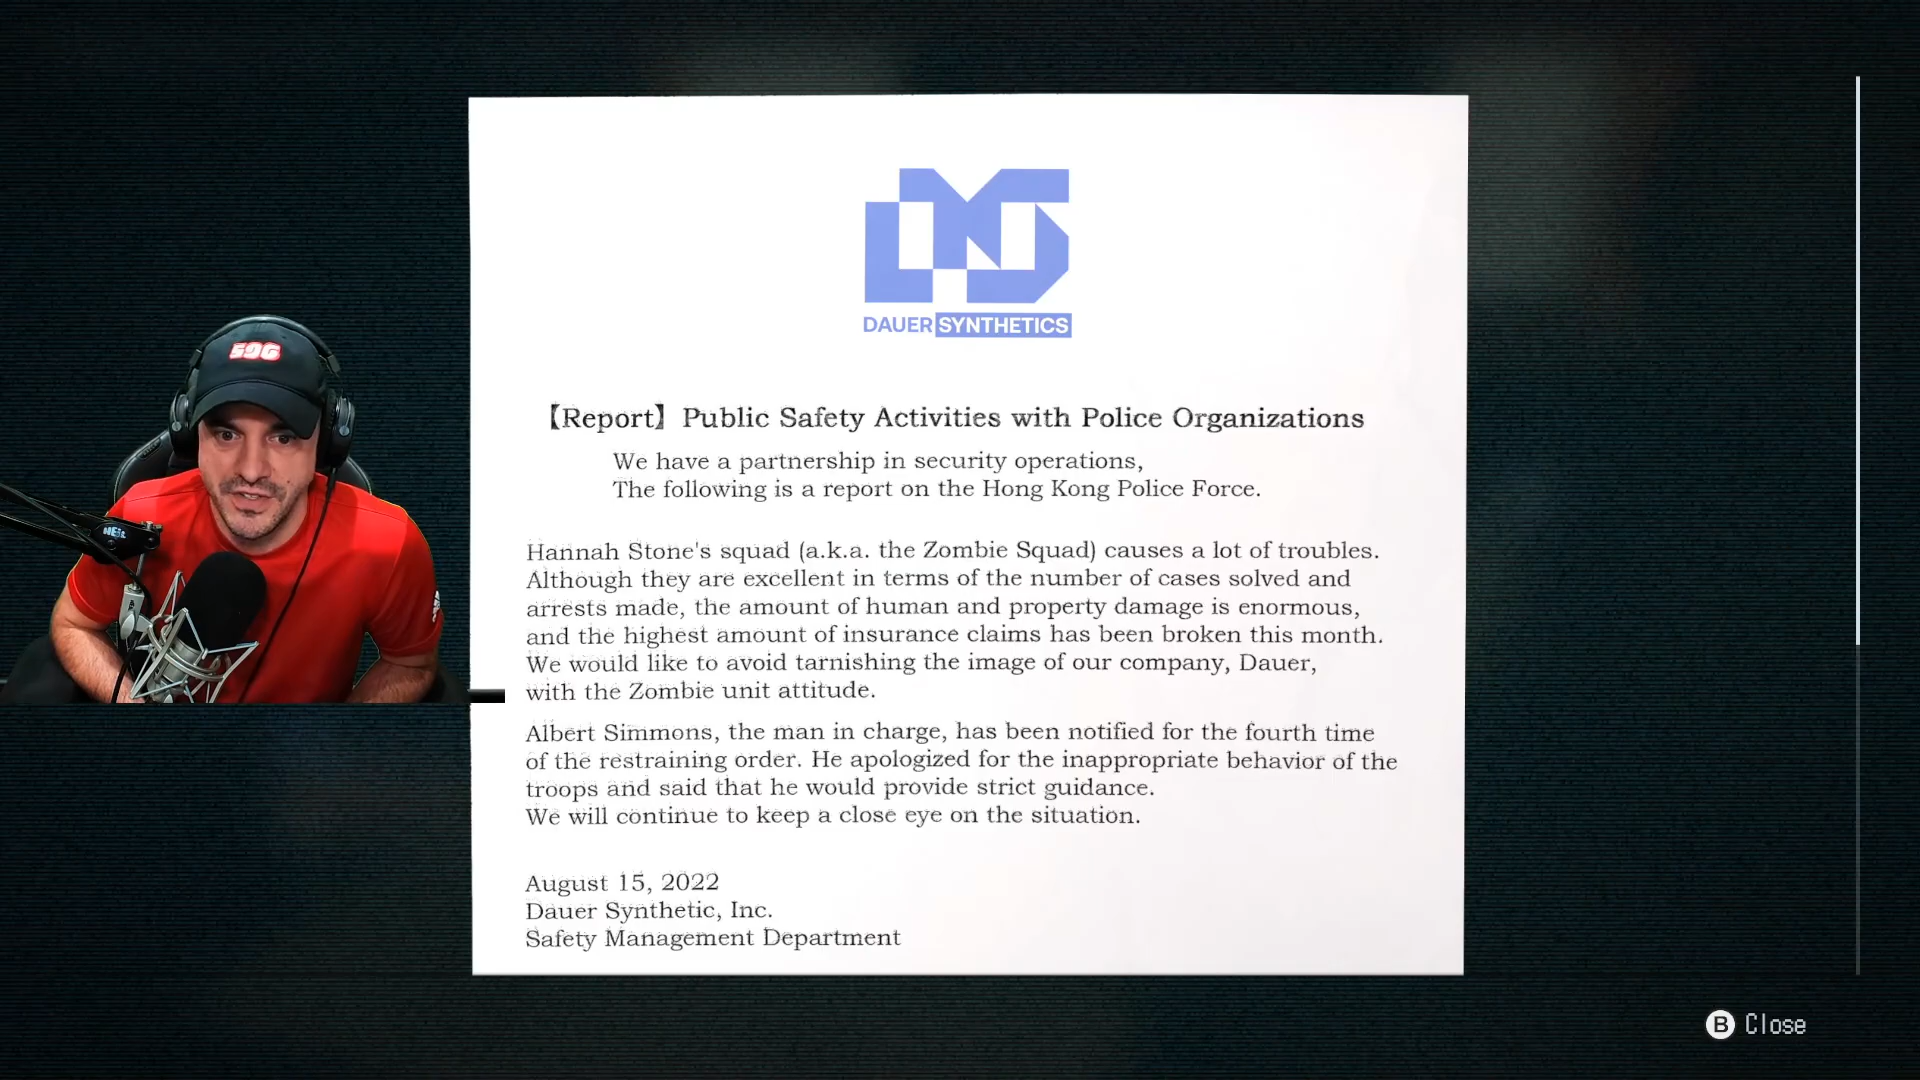 DAUER SYNTHETICS
【Report】 Public Safety Activities with Police Organizations
We have a partnership in security operations,
The following is a report on the Hong Kong Police Force.
Hannah Stone's squad (a.k.a. the Zombie Squad) causes a lot of troubles.
Although they are excellent in terms of the number of cases solved and
arrests made, the amount of human and property damage is enormous,
and the highest amount of insurance claims has been broken this month.
We would like to avoid tarnishing the image of our company, Dauer,
with the Zombie unit attitude.
Albert Simmons, the man in charge, has been notified for the fourth time
of the restraining order. He apologized for the inappropriate behavior of the
troops and said that he would provide strict guidance.
We will continue to keep a close eye on the situation.
August 15, 2022
Dauer Synthetic, Inc.
Safety Management Department
HEiL
B Close